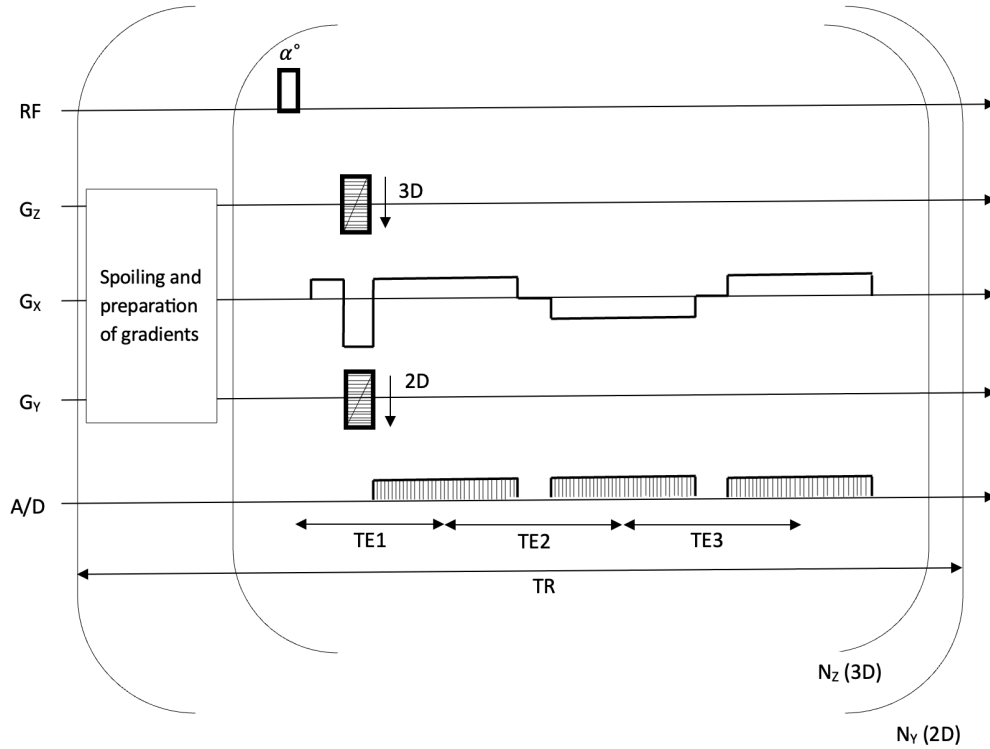 α°
RF
3D
G_Z
Spoiling and
preparation
of gradients
G_X
2D
G_Y
A/D
TE1 TE2 TE3
TR
N_Z (3D)
N_Y (2D)